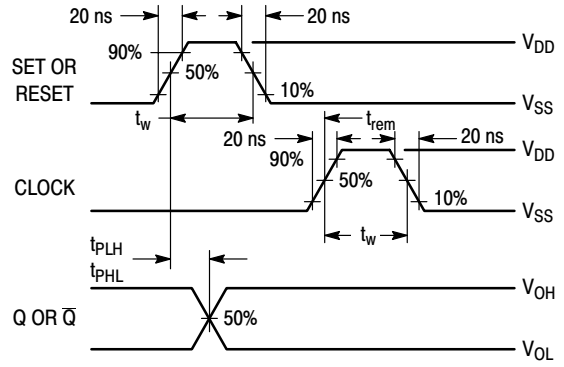 20 ns 20 ns
90% 50% 10% V_DD
SET OR
RESET
V_SS
t_w t_rem
20 ns 20 ns
90% 50% 10% V_DD
CLOCK
V_SS
t_w
t_PLH
t_PHL
V_OH
Q OR Q̅ 50%
V_OL